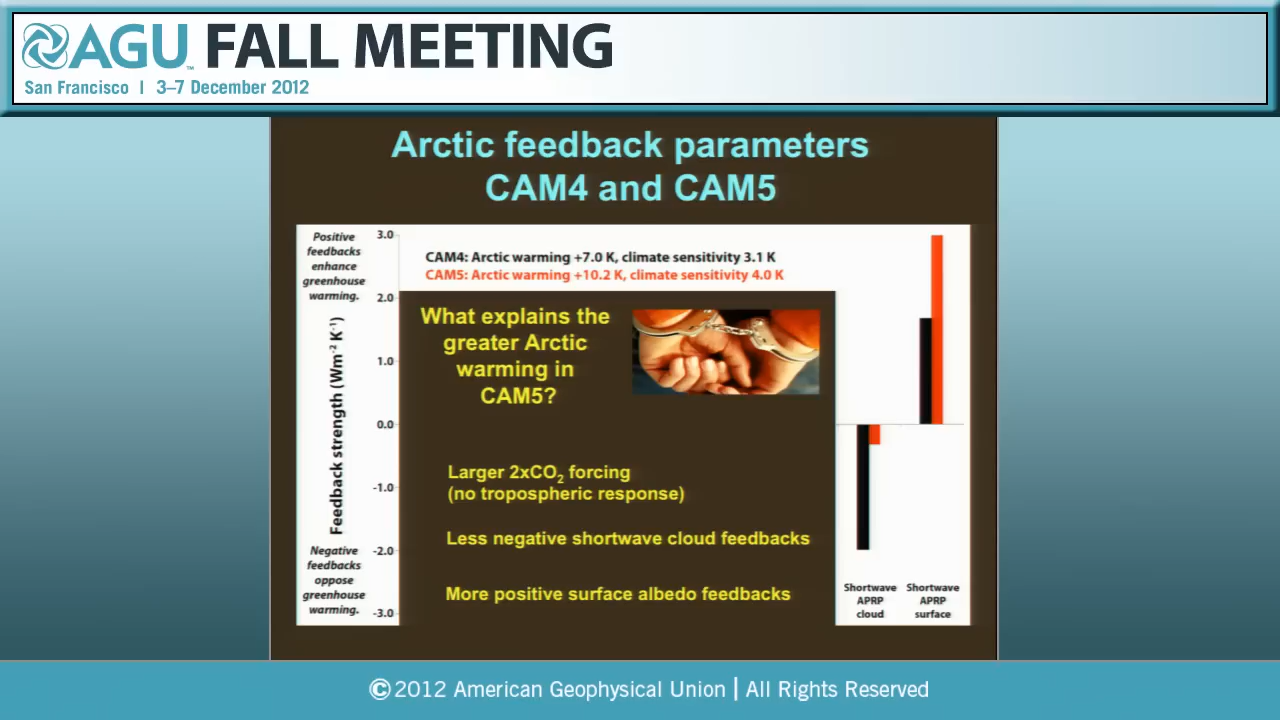 AGU™ FALL MEETING
San Francisco | 3–7 December 2012
Arctic feedback parameters
CAM4 and CAM5
Positive
feedbacks
enhance
greenhouse
warming.
Feedback strength (Wm⁻² K⁻¹)
Negative
feedbacks
oppose
greenhouse
warming.
3.0
2.0
1.0
0.0
-1.0
-2.0
-3.0
CAM4: Arctic warming +7.0 K, climate sensitivity 3.1 K
CAM5: Arctic warming +10.2 K, climate sensitivity 4.0 K
What explains the
greater Arctic
warming in
CAM5?
Larger 2xCO₂ forcing
(no tropospheric response)
Less negative shortwave cloud feedbacks
More positive surface albedo feedbacks
Shortwave
APRP
cloud
Shortwave
APRP
surface
©2012 American Geophysical Union | All Rights Reserved